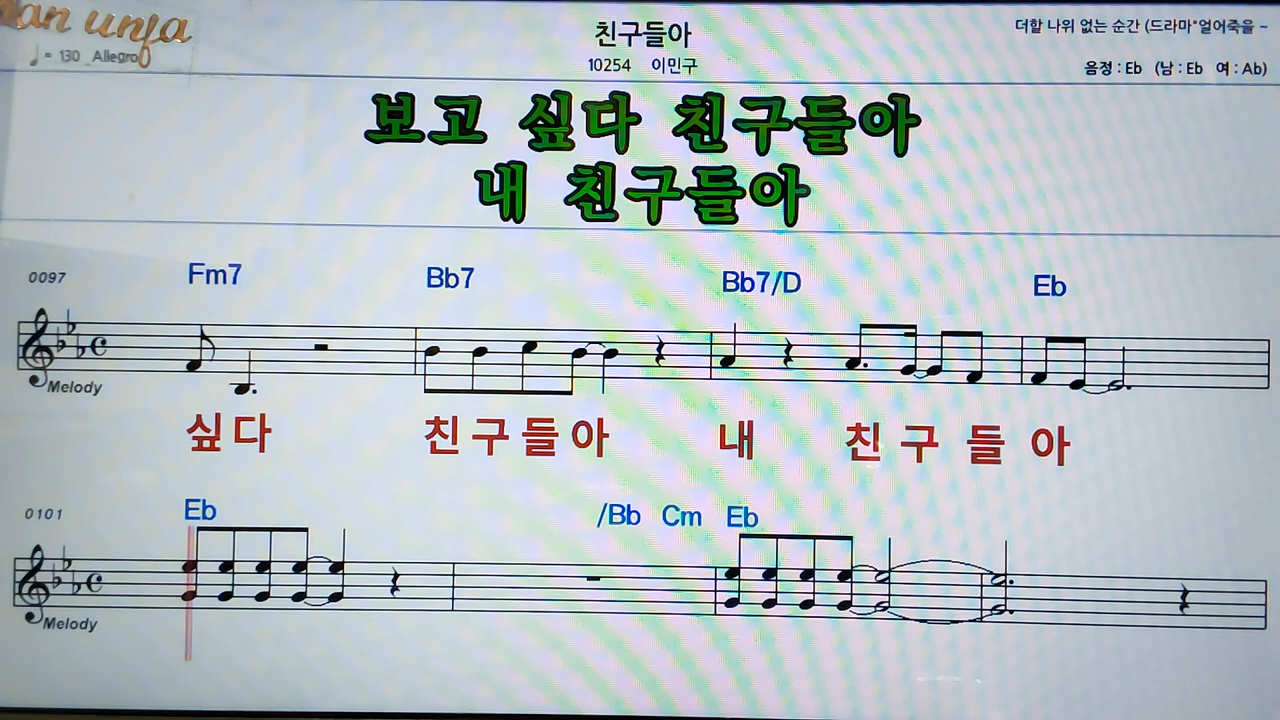 ♩ = 130 Allegro
친구들아
10254 이민구
더할 나위 없는 순간 (드라마"얼어죽을 -
음정 : Eb (남 : Eb 여 : Ab)
보고 싶다 친구들아
내 친구들아
0097 Fm7 Bb7 Bb7/D Eb
Melody
싶다 친구들아 내 친구들아
0101 Eb /Bb Cm Eb
Melody